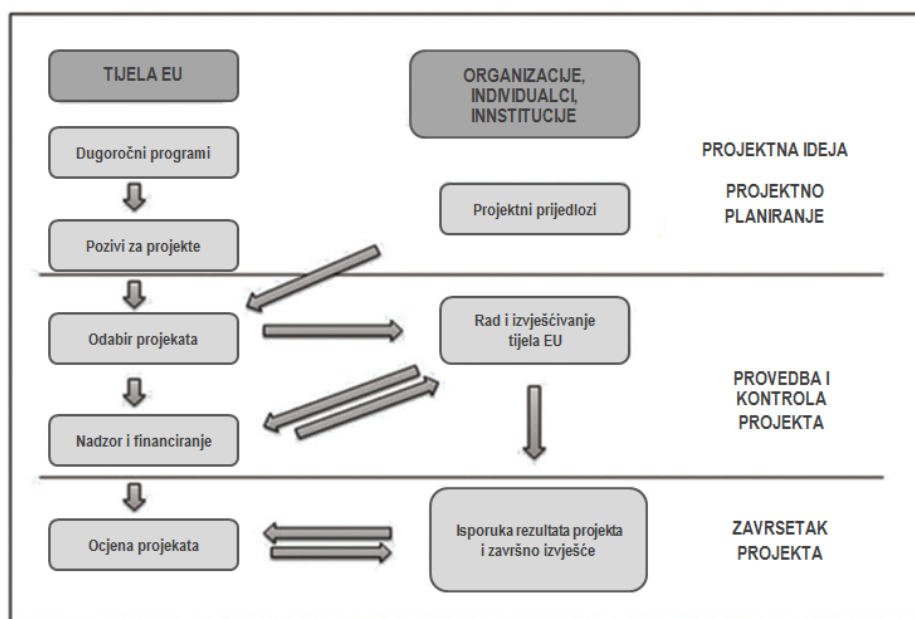 TIJELA EU
ORGANIZACIJE,
INDIVIDUALCI,
INNSTITUCIJE
Dugoročni programi
PROJEKTNA IDEJA
Projektni prijedlozi
PROJEKTNO
PLANIRANJE
Pozivi za projekte
Odabir projekata
Rad i izvješćivanje
tijela EU
PROVEDBA I
KONTROLA
PROJEKTA
Nadzor i financiranje
Ocjena projekata
Isporuka rezultata projekta
i završno izvješće
ZAVRSETAK
PROJEKTA